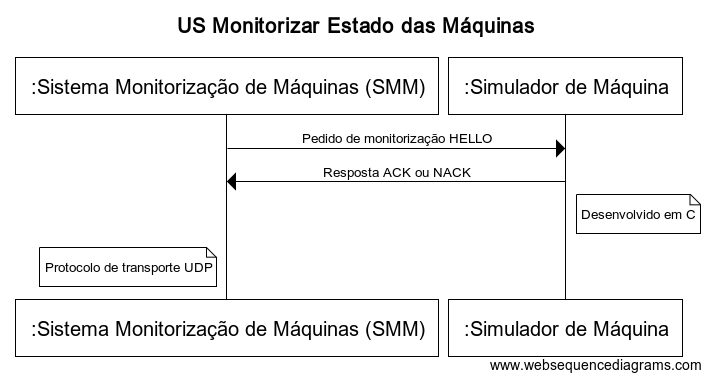 US Monitorizar Estado das Máquinas
:Sistema Monitorização de Máquinas (SMM)
:Simulador de Máquina
Pedido de monitorização HELLO
Resposta ACK ou NACK
Desenvolvido em C
Protocolo de transporte UDP
:Sistema Monitorização de Máquinas (SMM)
:Simulador de Máquina
www.websequencediagrams.com